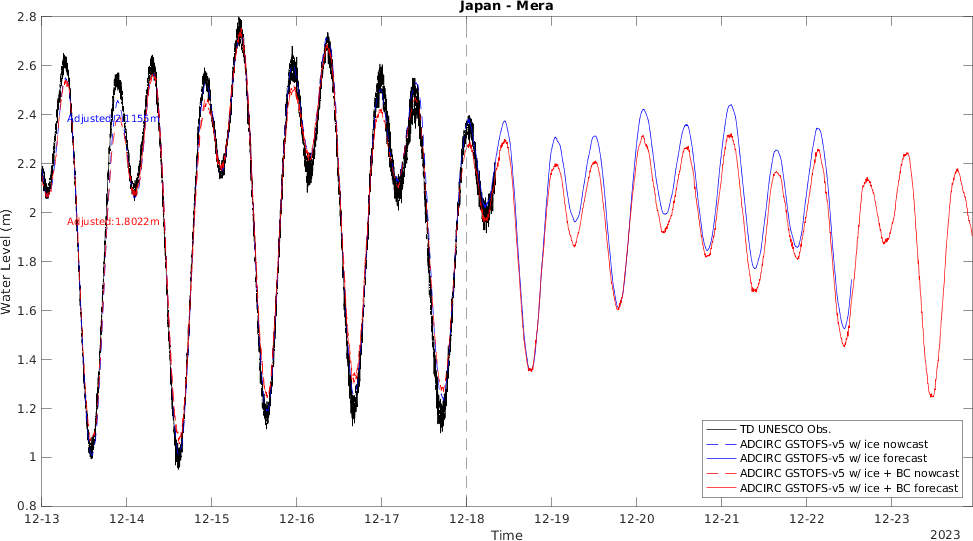 Japan - Mera
2.8
2.6
2.4
2.2
2
1.8
1.6
1.4
1.2
1
0.8
Water Level (m)
Adjusted:2.1155m
Adjusted:1.8022m
TD UNESCO Obs.
ADCIRC GSTOFS-v5 w/ ice nowcast
ADCIRC GSTOFS-v5 w/ ice forecast
ADCIRC GSTOFS-v5 w/ ice + BC nowcast
ADCIRC GSTOFS-v5 w/ ice + BC forecast
12-13 12-14 12-15 12-16 12-17 12-18 12-19 12-20 12-21 12-22 12-23
Time
2023